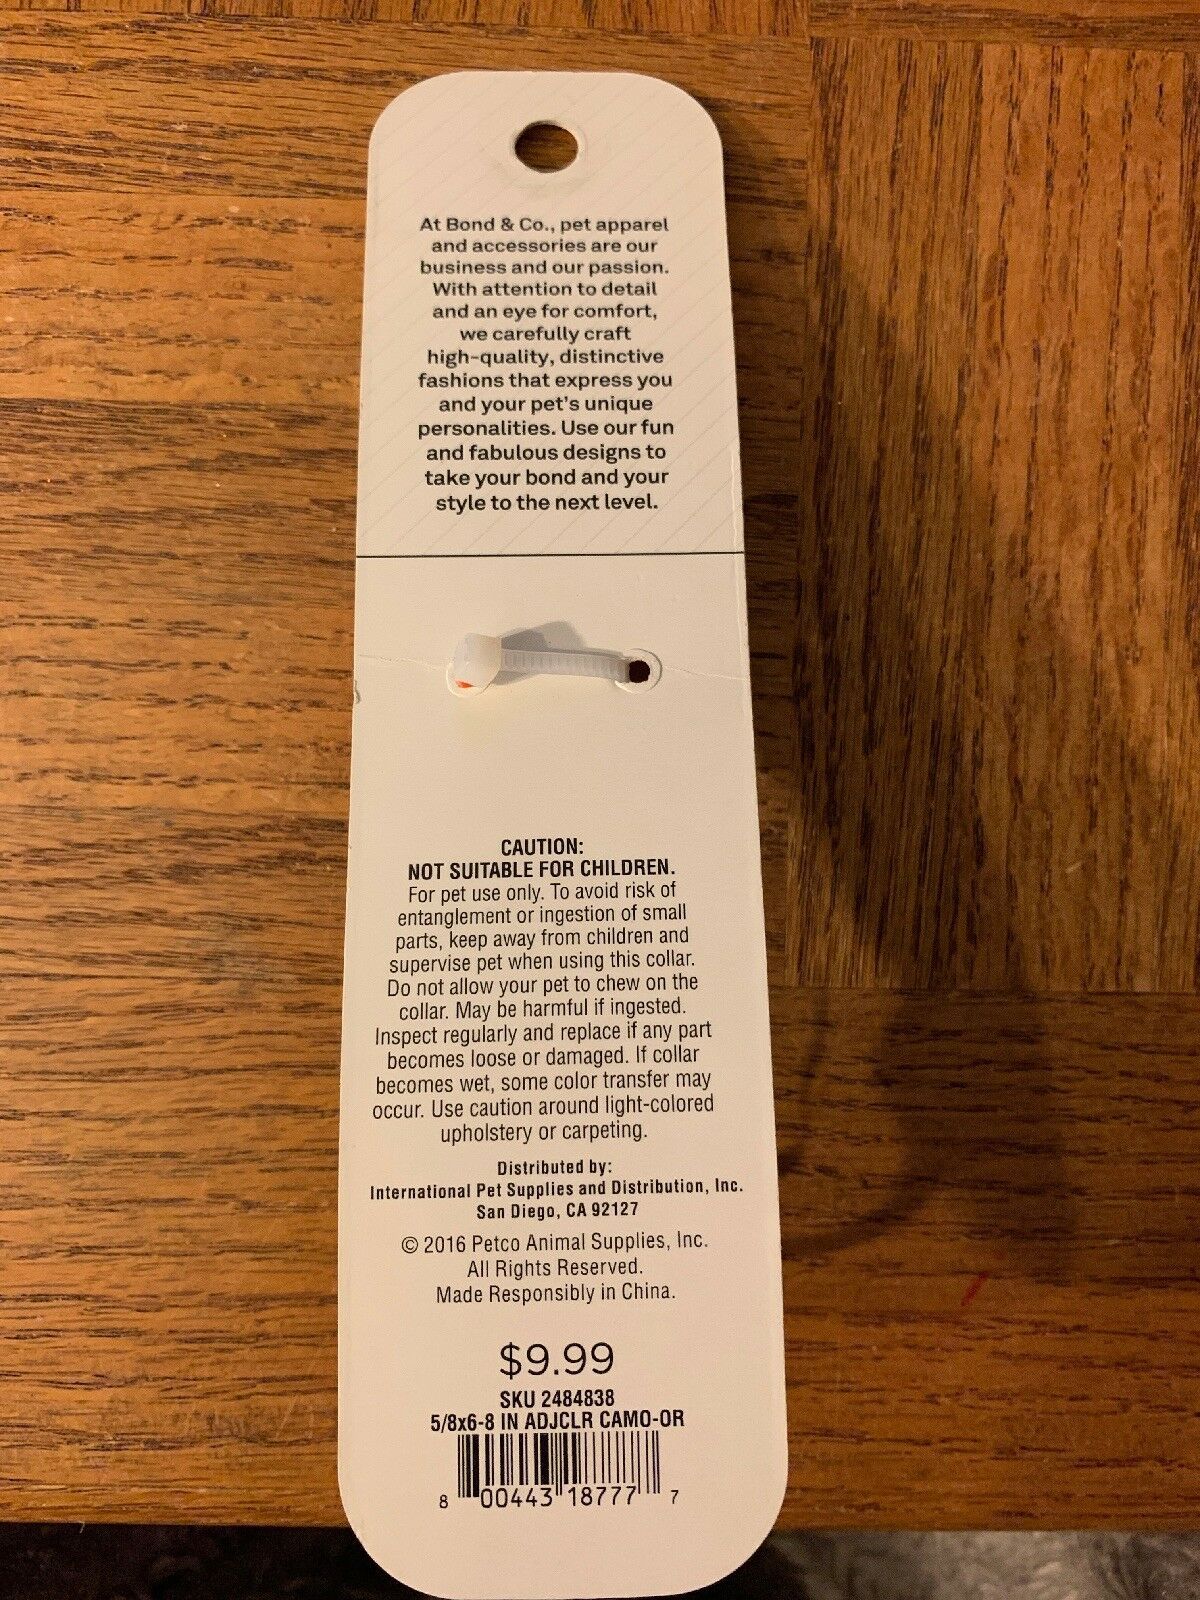 At Bond & Co., pet apparel
and accessories are our
business and our passion.
With attention to detail
and an eye for comfort,
we carefully craft
high-quality, distinctive
fashions that express you
and your pet's unique
personalities. Use our fun
and fabulous designs to
take your bond and your
style to the next level.
CAUTION:
NOT SUITABLE FOR CHILDREN.
For pet use only. To avoid risk of
entanglement or ingestion of small
parts, keep away from children and
supervise pet when using this collar.
Do not allow your pet to chew on the
collar. May be harmful if ingested.
Inspect regularly and replace if any part
becomes loose or damaged. If collar
becomes wet, some color transfer may
occur. Use caution around light-colored
upholstery or carpeting.
Distributed by:
International Pet Supplies and Distribution, Inc.
San Diego, CA 92127
© 2016 Petco Animal Supplies, Inc.
All Rights Reserved.
Made Responsibly in China.
$9.99
SKU 2484838
5/8x6-8 IN ADJCLR CAMO-OR
8 00443 18777 7